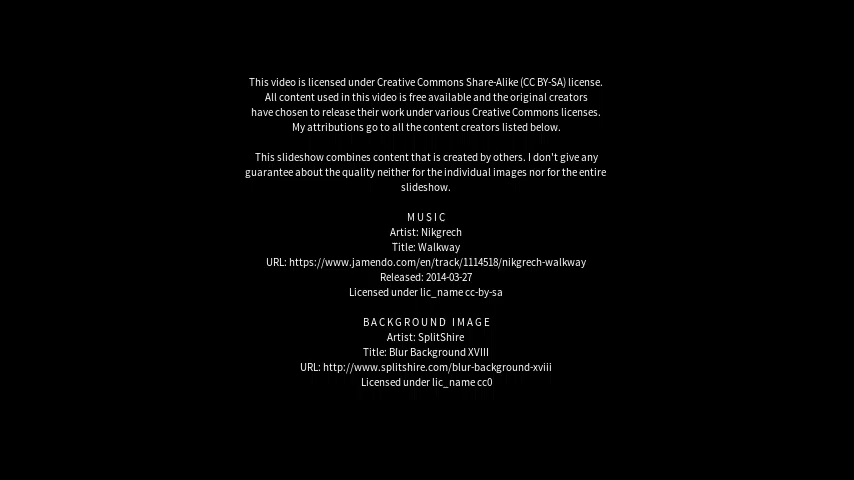 This video is licensed under Creative Commons Share-Alike (CC BY-SA) license.
All content used in this video is free available and the original creators
have chosen to release their work under various Creative Commons licenses.
My attributions go to all the content creators listed below.
This slideshow combines content that is created by others. I don't give any
guarantee about the quality neither for the individual images nor for the entire
slideshow.
MUSIC
Artist: Nikgrech
Title: Walkway
URL: https://www.jamendo.com/en/track/1114518/nikgrech-walkway
Released: 2014-03-27
Licensed under lic_name cc-by-sa
BACKGROUND IMAGE
Artist: SplitShire
Title: Blur Background XVIII
URL: http://www.splitshire.com/blur-background-xviii
Licensed under lic_name cc0